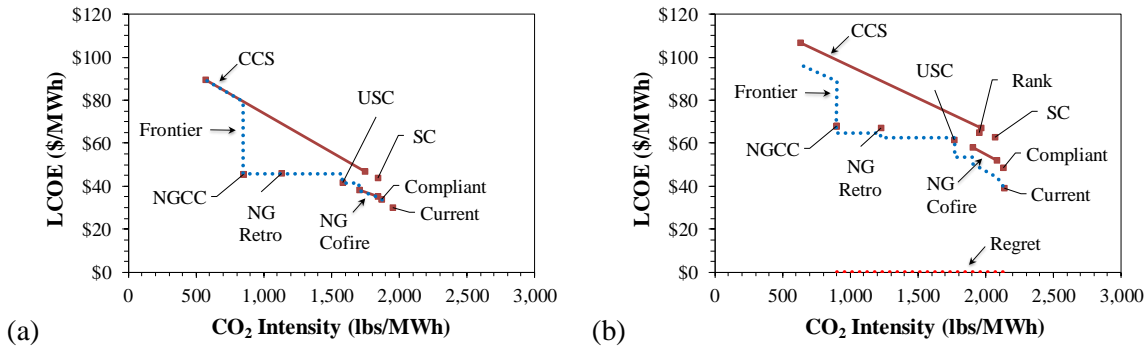 $120
$100
$80
$60
$40
$20
$0
LCOE ($/MWh)
CCS
USC
SC
Frontier
NGCC
NG
Retro
NG
Cofire
Compliant
Current
0
500
1,000
1,500
2,000
2,500
3,000
CO2 Intensity (lbs/MWh)
(a)
$120
$100
$80
$60
$40
$20
$0
LCOE ($/MWh)
CCS
USC
Rank
SC
Frontier
NGCC
NG
Retro
NG
Cofire
Compliant
Current
Regret
0
500
1,000
1,500
2,000
2,500
3,000
CO2 Intensity (lbs/MWh)
(b)